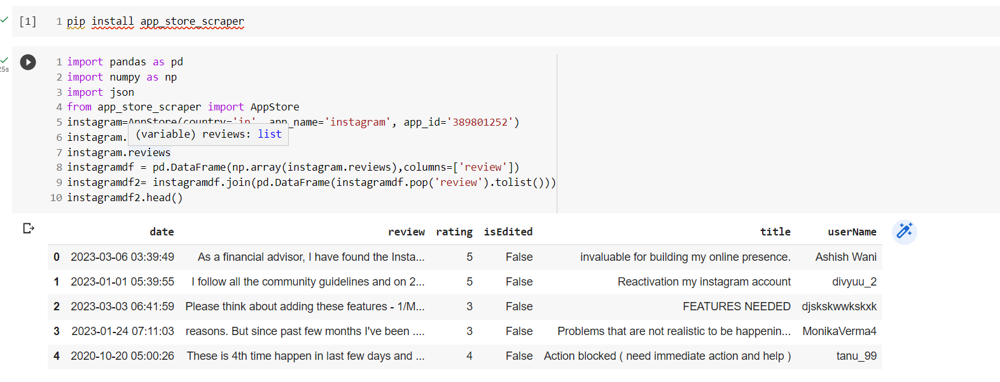 [1] 1 pip install app_store_scraper
25s
1 import pandas as pd
2 import numpy as np
3 import json
4 from app_store_scraper import AppStore
5 instagram=AppStore(country='in', app_name='instagram', app_id='389801252')
6 instagram.
(variable) reviews: list
7 instagram.reviews
8 instagramdf = pd.DataFrame(np.array(instagram.reviews),columns=['review'])
9 instagramdf2= instagramdf.join(pd.DataFrame(instagramdf.pop('review').tolist()))
10 instagramdf2.head()
date review rating isEdited title userName
0 2023-03-06 03:39:49 As a financial advisor, I have found the Insta... 5 False invaluable for building my online presence. Ashish Wani
1 2023-01-01 05:39:55 I follow all the community guidelines and on 2... 5 False Reactivation my instagram account divyuu_2
2 2023-03-03 06:41:59 Please think about adding these features - 1/M... 3 False FEATURES NEEDED djskskwwkskxk
3 2023-01-24 07:11:03 reasons. But since past few months I've been .... 3 False Problems that are not realistic to be happenin... MonikaVerma4
4 2020-10-20 05:00:26 These is 4th time happen in last few days and ... 4 False Action blocked ( need immediate action and help ) tanu_99